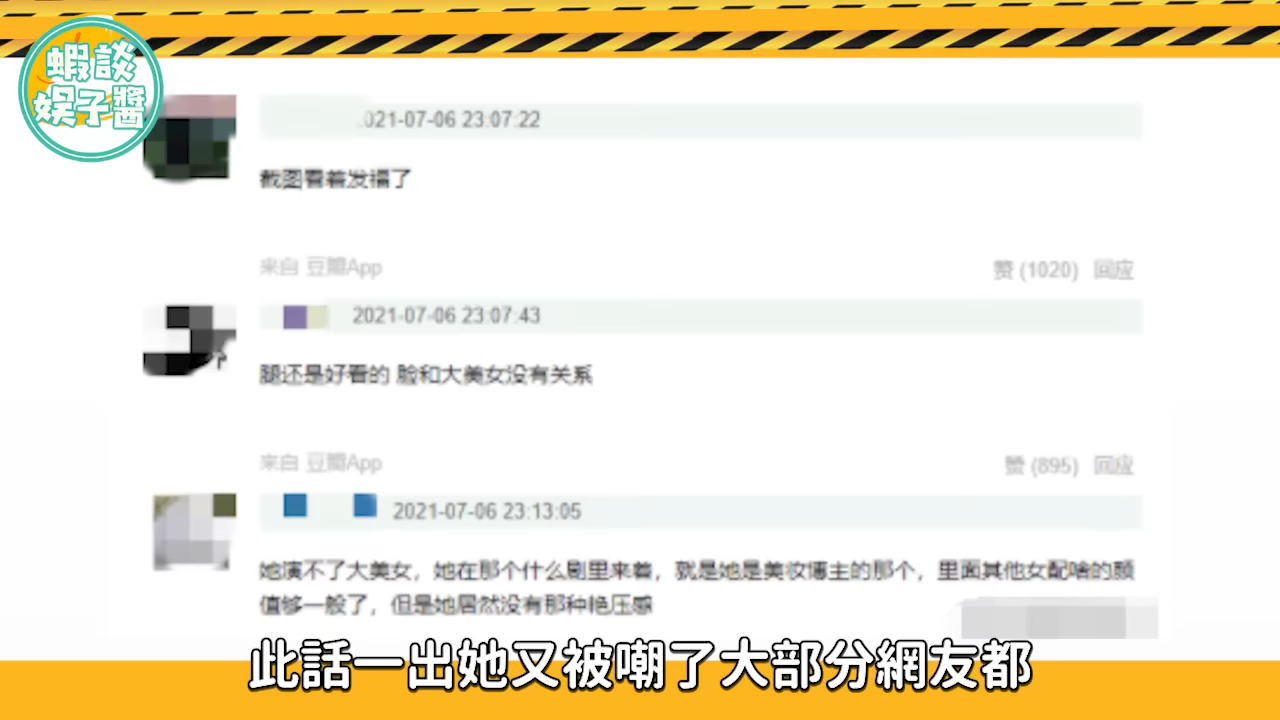 蝦談
娛子醬
2021-07-06 23:07:22
截图看着发福了
来自 豆瓣App
赞 (1020) 回应
2021-07-06 23:07:43
腿还是好看的 脸和大美女没有关系
来自 豆瓣App
赞 (895) 回应
2021-07-06 23:13:05
她演不了大美女，她在那个什么剧里来着，就是她是美妆博主的那个，里面其他女配啥的颜
值够一般了，但是她居然没有那种艳压感
此話一出她又被嘲了大部分網友都